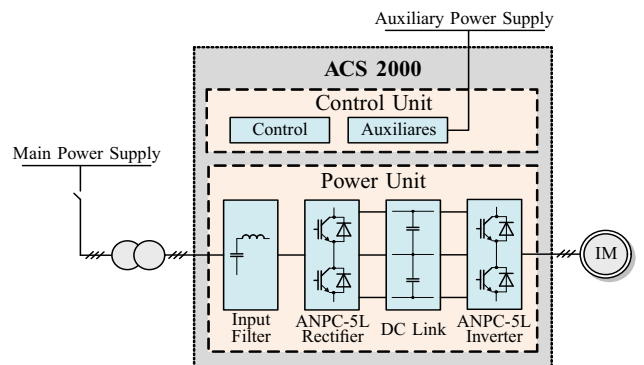 Auxiliary Power Supply
ACS 2000
Control Unit
Control
Auxiliares
Main Power Supply
Power Unit
IM
Input
Filter
ANPC-5L
Rectifier
DC Link
ANPC-5L
Inverter